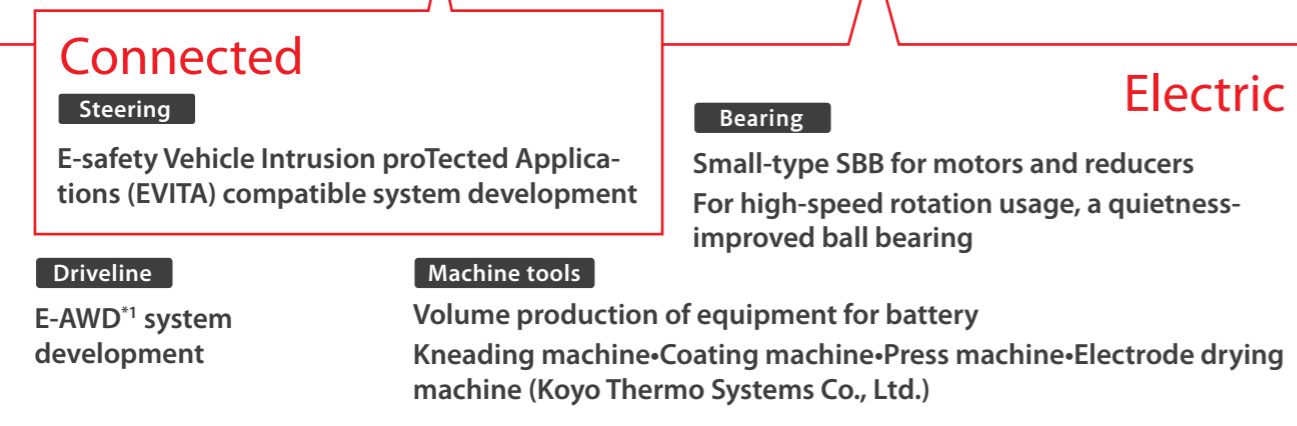 Connected
Steering
E-safety Vehicle Intrusion proTected Applica-
tions (EVITA) compatible system development
Electric
Bearing
Small-type SBB for motors and reducers
For high-speed rotation usage, a quietness-
improved ball bearing
Driveline
E-AWD*1 system
development
Machine tools
Volume production of equipment for battery
Kneading machine•Coating machine•Press machine•Electrode drying
machine (Koyo Thermo Systems Co., Ltd.)